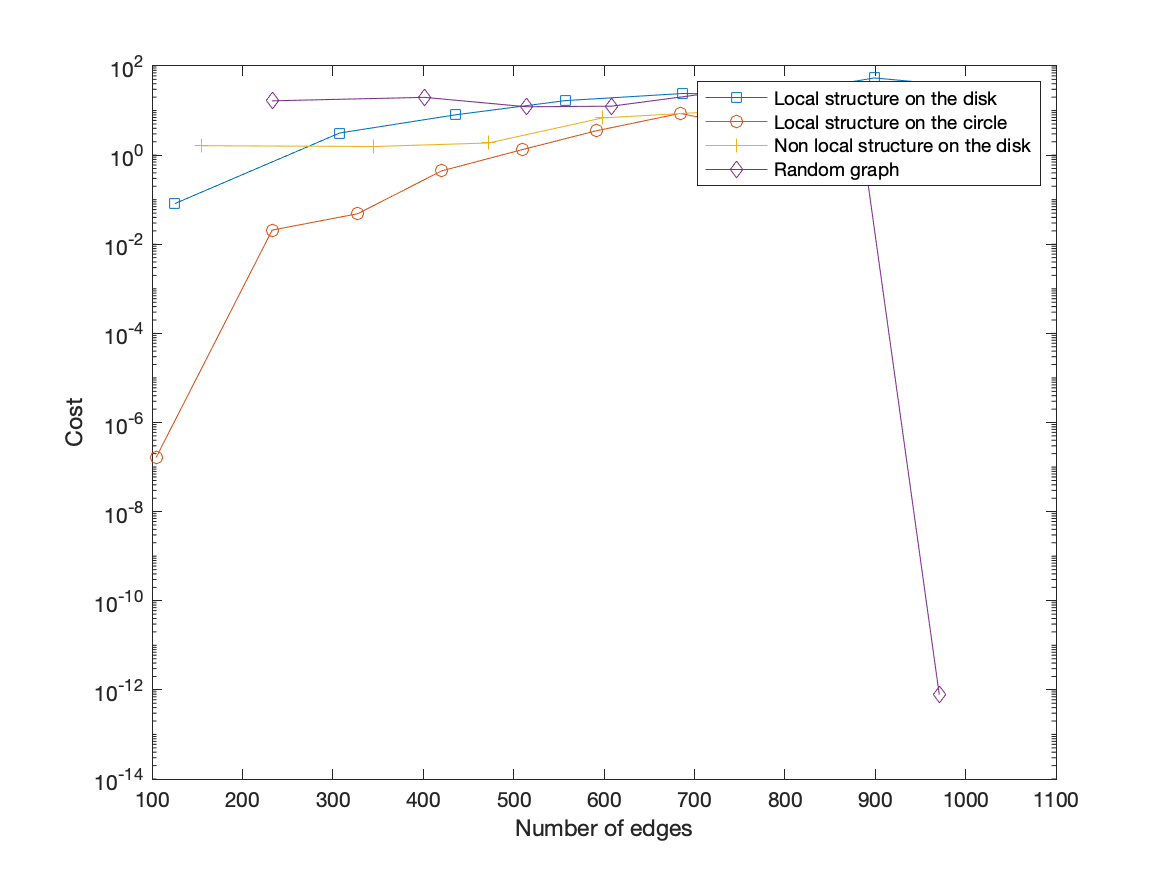 10^2
10^0
10^-2
10^-4
10^-6
10^-8
10^-10
10^-12
10^-14
Cost
Local structure on the disk
Local structure on the circle
Non local structure on the disk
Random graph
100 200 300 400 500 600 700 800 900 1000 1100
Number of edges